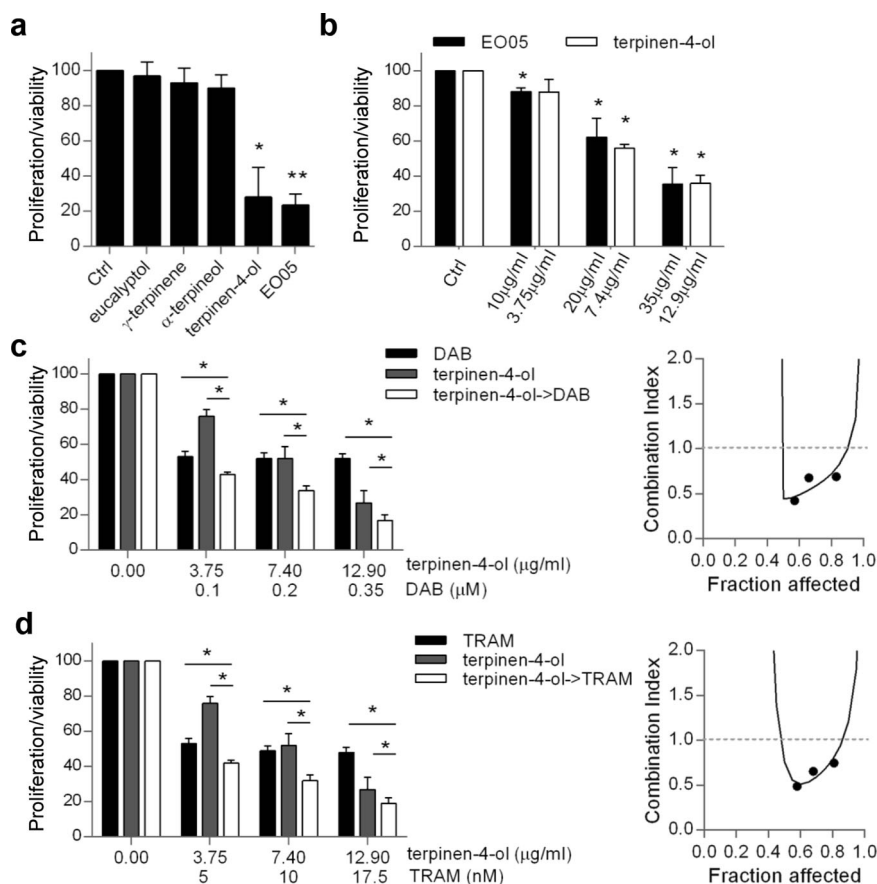 a
Proliferation/viability
100
80
60
40
20
0
*
**
Ctrl
eucalyptol
γ-terpinene
α-terpineol
terpinen-4-ol
EO05
b
EO05
terpinen-4-ol
Proliferation/viability
100
80
60
40
20
0
*
*
*
*
*
Ctrl
10µg/ml
3.75µg/ml
20µg/ml
7.4µg/ml
35µg/ml
12.9µg/ml
c
DAB
terpinen-4-ol
terpinen-4-ol->DAB
Proliferation/viability
100
80
60
40
20
0
*
*
*
*
*
*
0.00 3.75 7.40 12.90 terpinen-4-ol (µg/ml)
0.1 0.2 0.35 DAB (µM)
Combination Index
2.0
1.5
1.0
0.5
0.0
0.0 0.2 0.4 0.6 0.8 1.0
Fraction affected
d
TRAM
terpinen-4-ol
terpinen-4-ol->TRAM
Proliferation/viability
100
80
60
40
20
0
*
*
*
*
*
*
0.00 3.75 7.40 12.90 terpinen-4-ol (µg/ml)
5 10 17.5 TRAM (nM)
Combination Index
2.0
1.5
1.0
0.5
0.0
0.0 0.2 0.4 0.6 0.8 1.0
Fraction affected